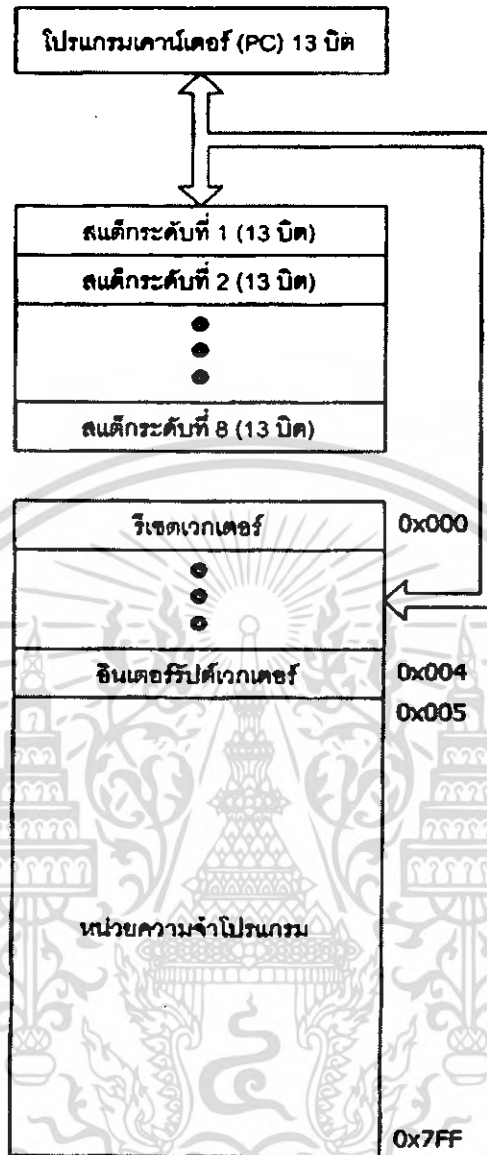 โปรแกรมเคาน์เตอร์ (PC) 13 บิต
สแต็กระดับที่ 1 (13 บิต)
สแต็กระดับที่ 2 (13 บิต)
สแต็กระดับที่ 8 (13 บิต)
รีเซตเวกเตอร์ 0x000
อินเตอร์รัปต์เวกเตอร์ 0x004
0x005
หน่วยความจำโปรแกรม
0x7FF